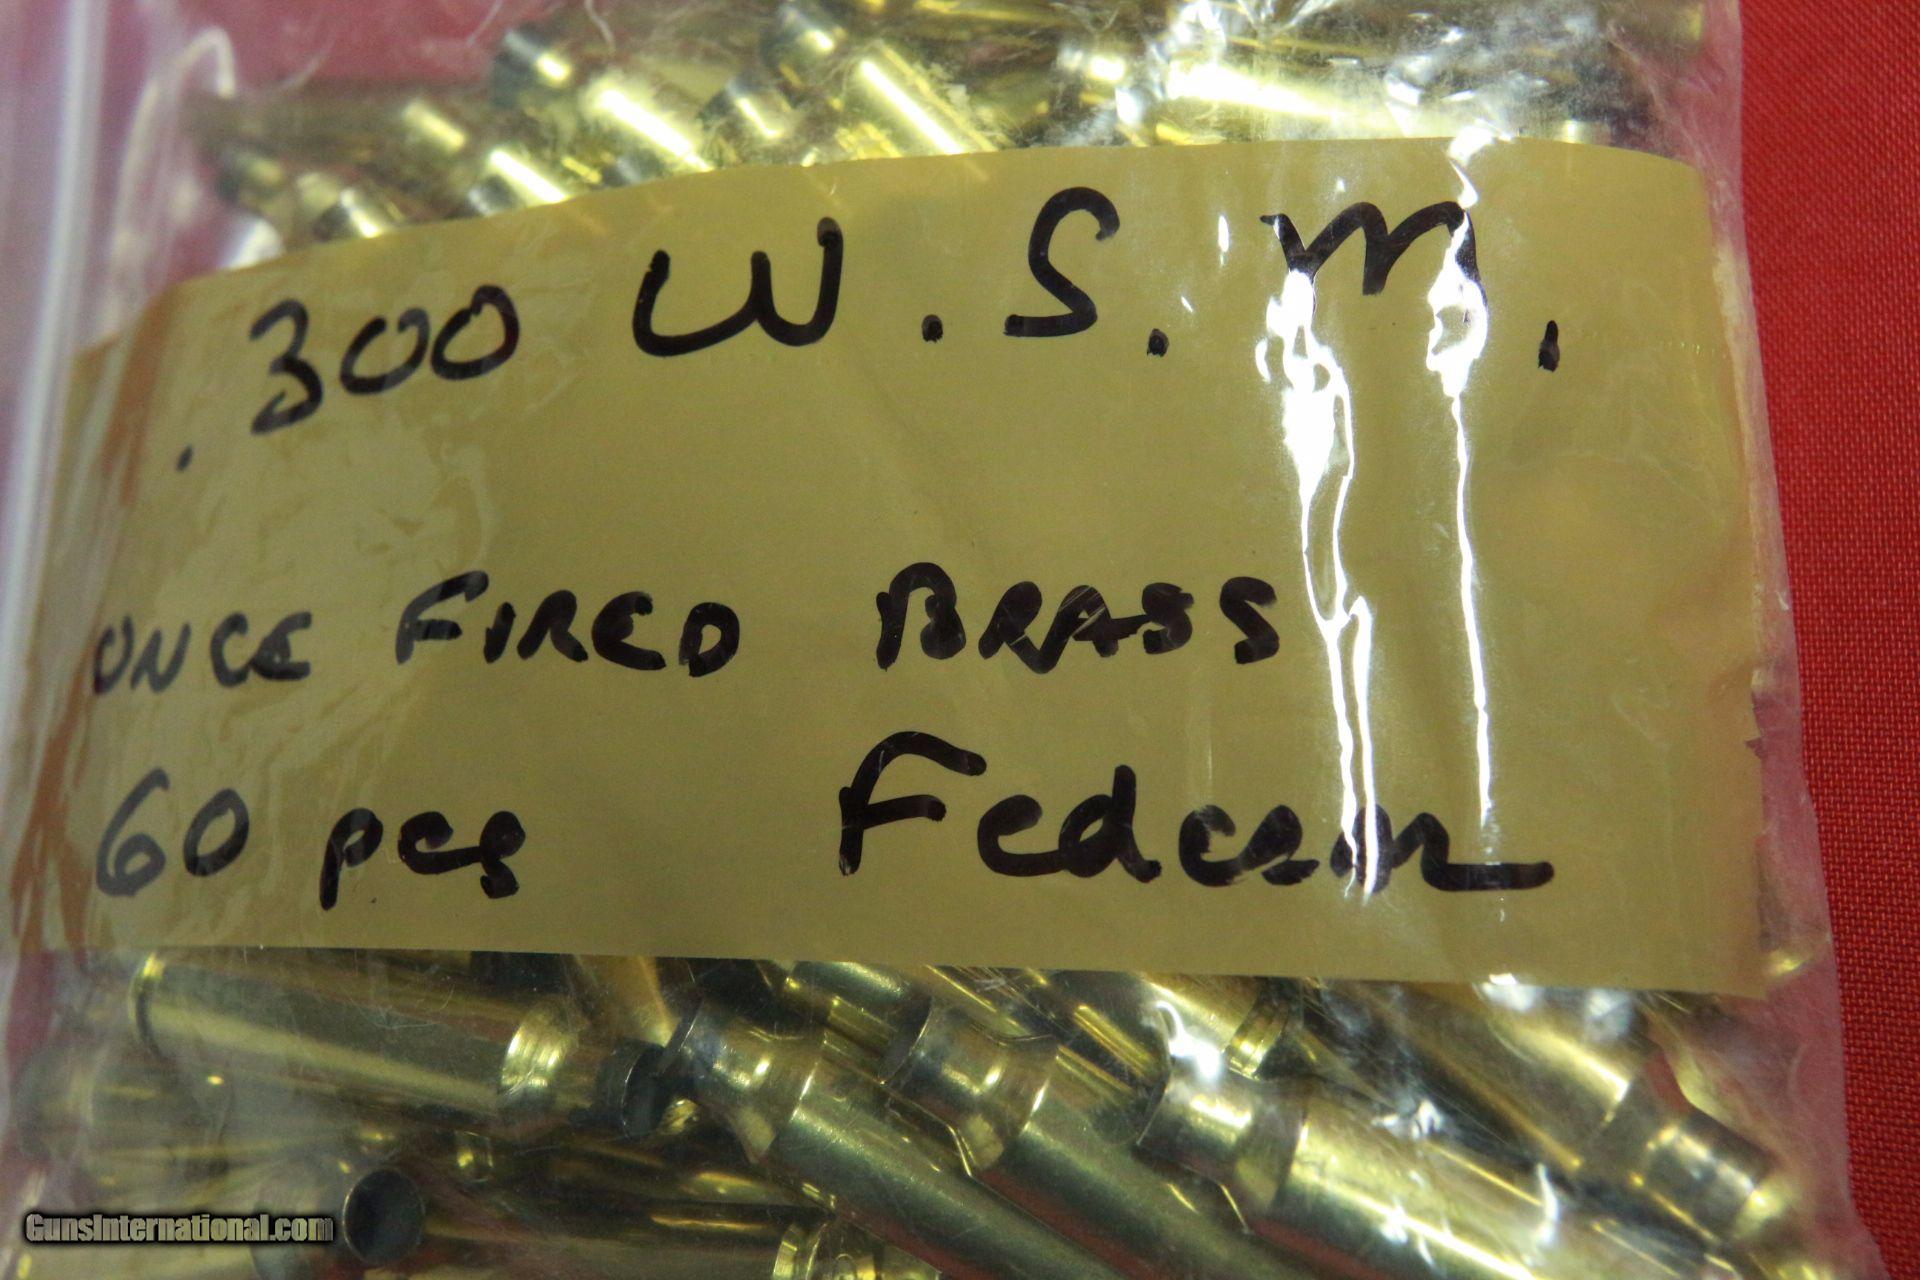 .300 W.S.M.
ONCE FIRED BRASS
60 pcs Federal
GunsInternational.com